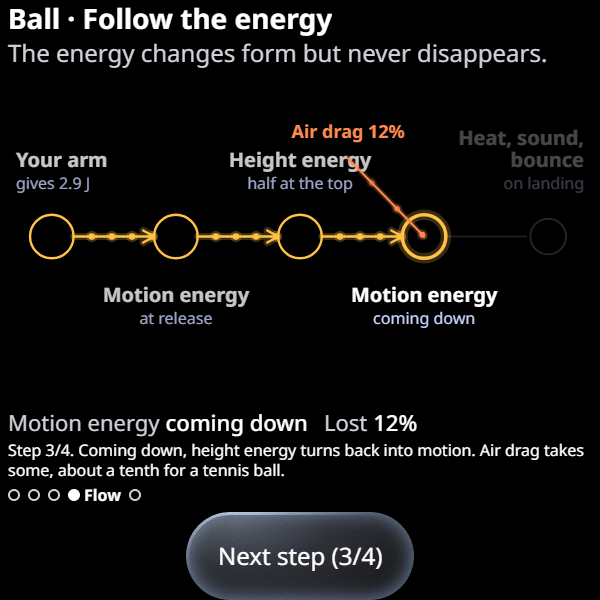 Ball · Follow the energy
The energy changes form but never disappears.
Air drag 12%
Your arm
gives 2.9 J
Height energy
half at the top
Heat, sound,
bounce
on landing
Motion energy
at release
Motion energy
coming down
Motion energy coming down Lost 12%
Step 3/4. Coming down, height energy turns back into motion. Air drag takes
some, about a tenth for a tennis ball.
Flow
Next step (3/4)